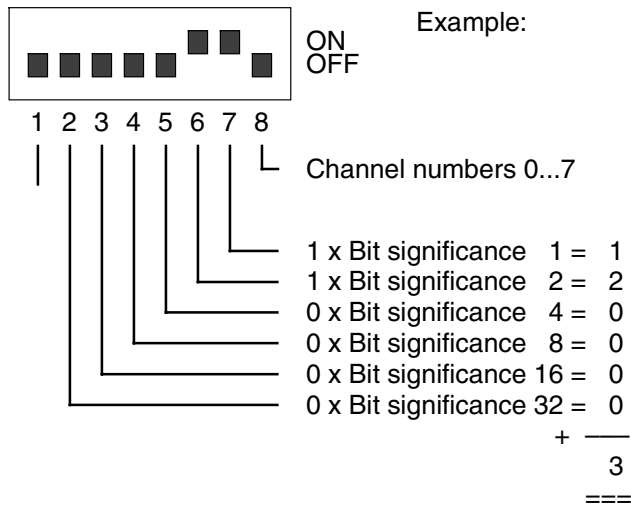 Example:
ON
OFF
1 2 3 4 5 6 7 8
Channel numbers 0...7
1 x Bit significance 1 = 1
1 x Bit significance 2 = 2
0 x Bit significance 4 = 0
0 x Bit significance 8 = 0
0 x Bit significance 16 = 0
0 x Bit significance 32 = 0
+
3
===